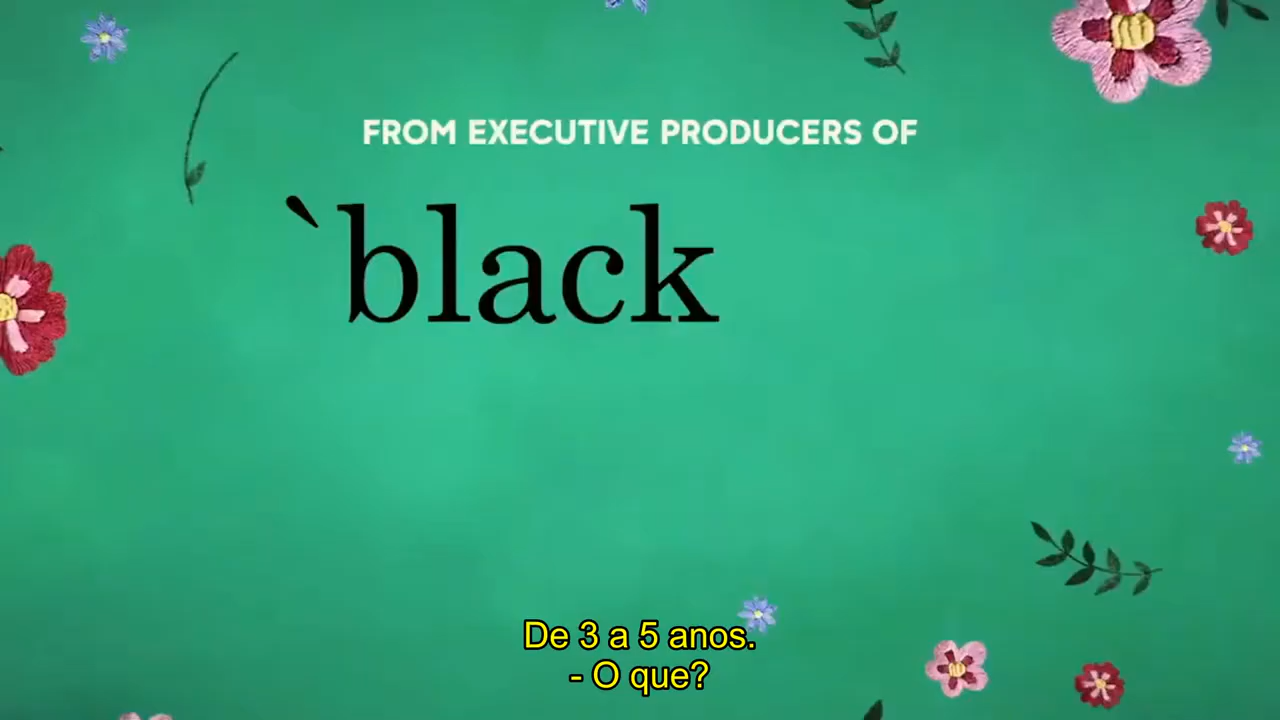 FROM EXECUTIVE PRODUCERS OF
`black
De 3 a 5 anos.
- O que?